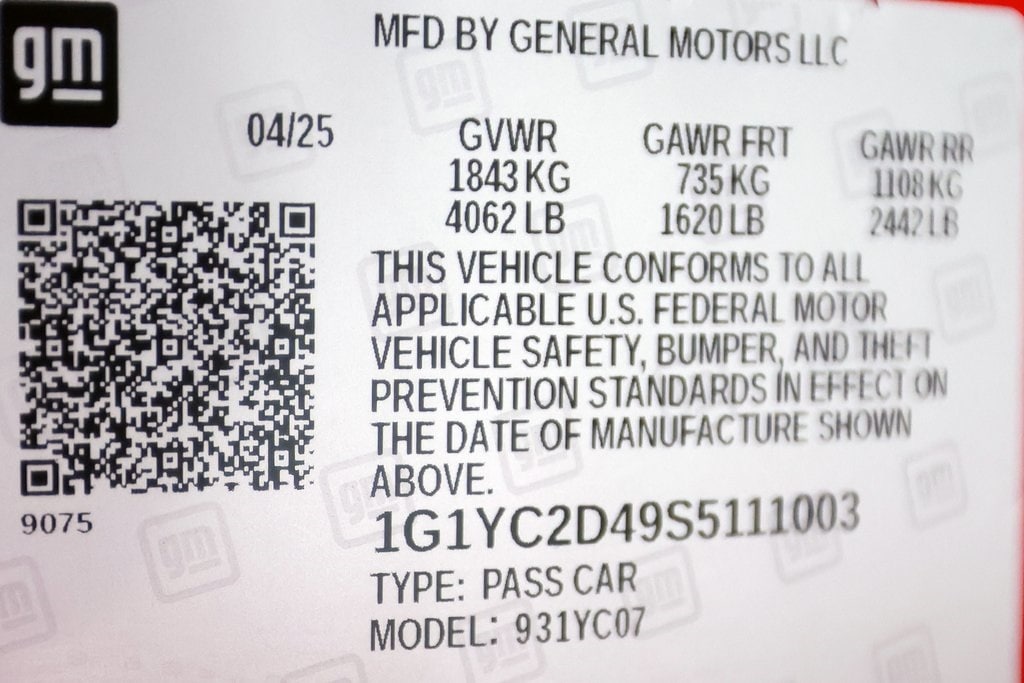 gm
MFD BY GENERAL MOTORS LLC
04/25 GVWR GAWR FRT GAWR RR
1843 KG 735 KG 1108 KG
4062 LB 1620 LB 2442 LB
THIS VEHICLE CONFORMS TO ALL
APPLICABLE U.S. FEDERAL MOTOR
VEHICLE SAFETY, BUMPER, AND THEFT
PREVENTION STANDARDS IN EFFECT ON
THE DATE OF MANUFACTURE SHOWN
ABOVE.
9075
1G1YC2D49S5111003
TYPE: PASS CAR
MODEL: 931YC07